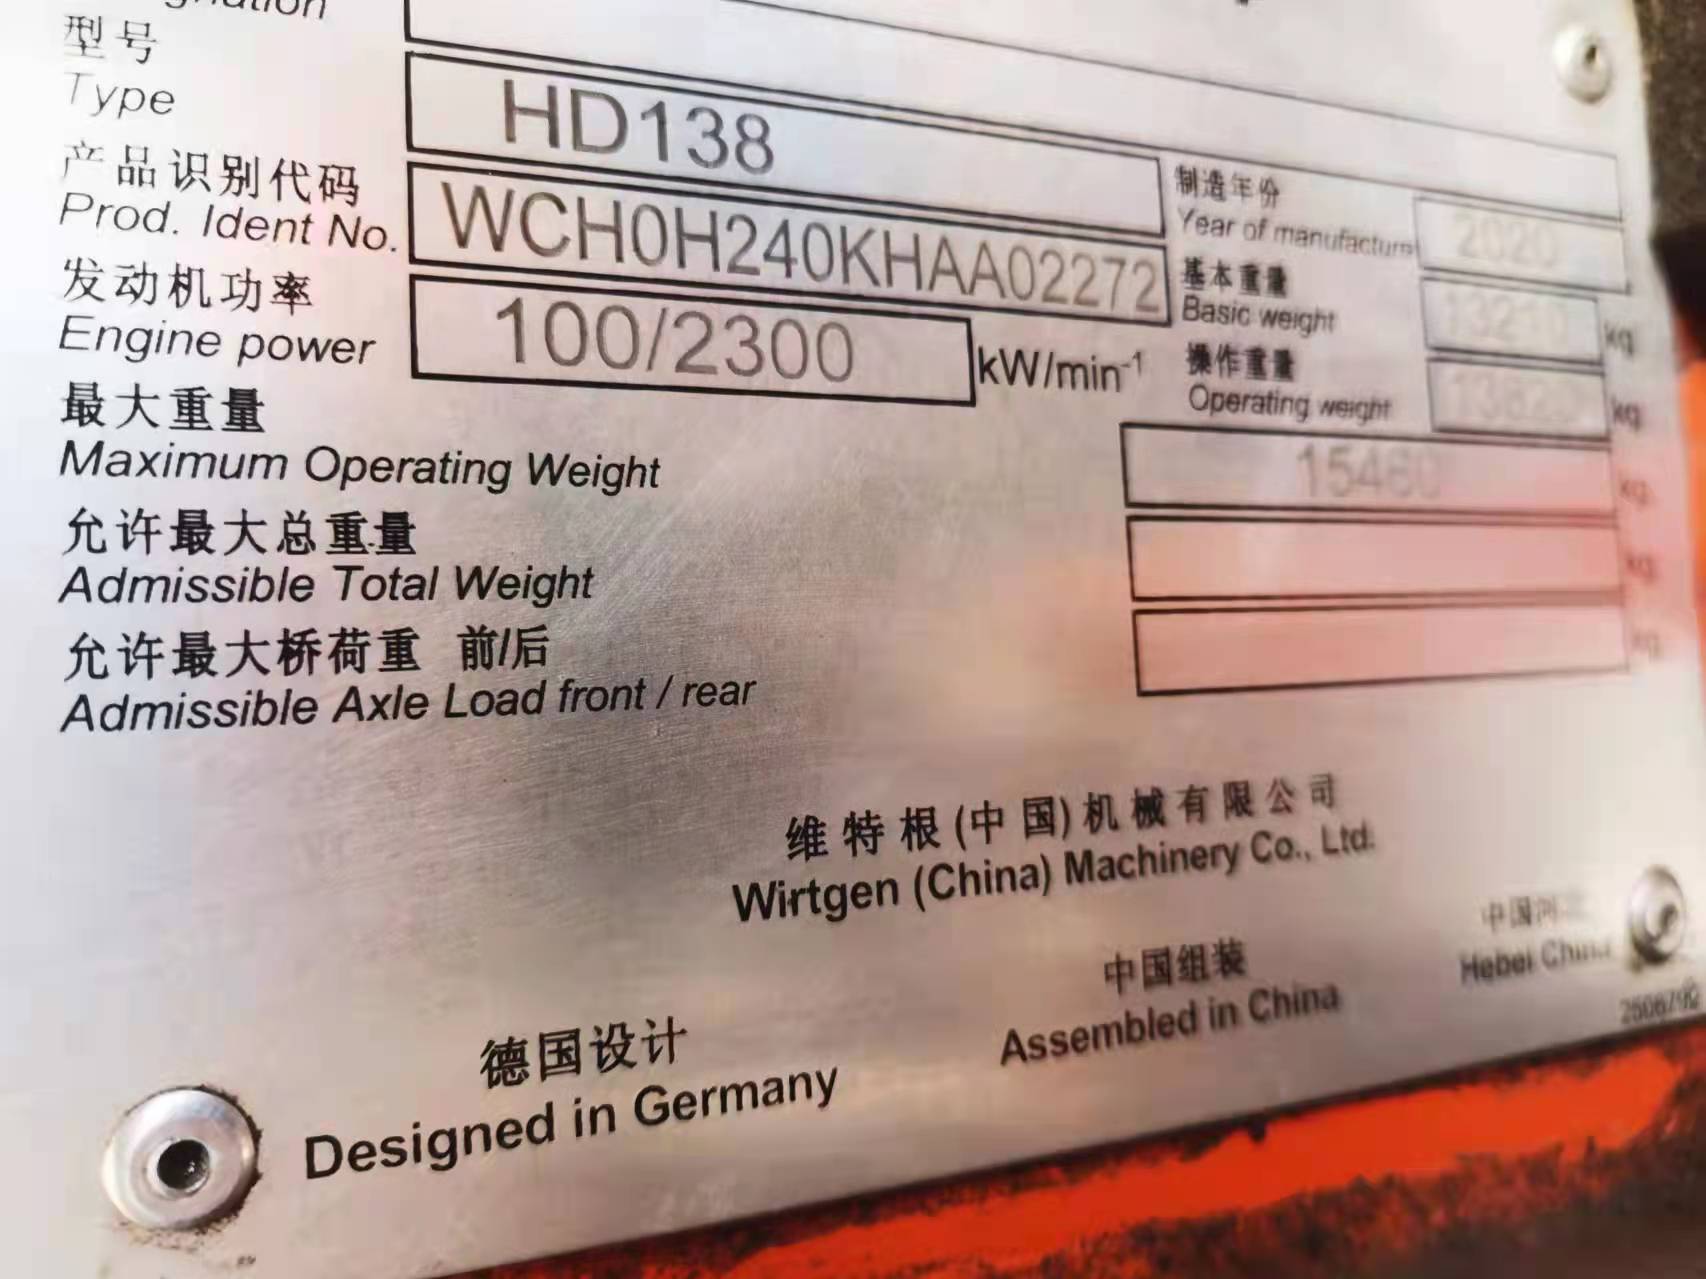 型号
Type
HD138
产品识别代码
Prod. Ident No.
WCH0H240KHAA02272
制造年份
Year of manufacture
2020
发动机功率
Engine power
100/2300
kW/min-1
基本重量
Basic weight
13210
kg
操作重量
Operating weight
kg
最大重量
Maximum Operating Weight
15460
kg
允许最大总重量
Admissible Total Weight
kg
允许最大桥荷重 前/后
Admissible Axle Load front / rear
kg
维特根(中国)机械有限公司
Wirtgen (China) Machinery Co., Ltd.
德国设计
Designed in Germany
中国组装
Assembled in China
Hebei China